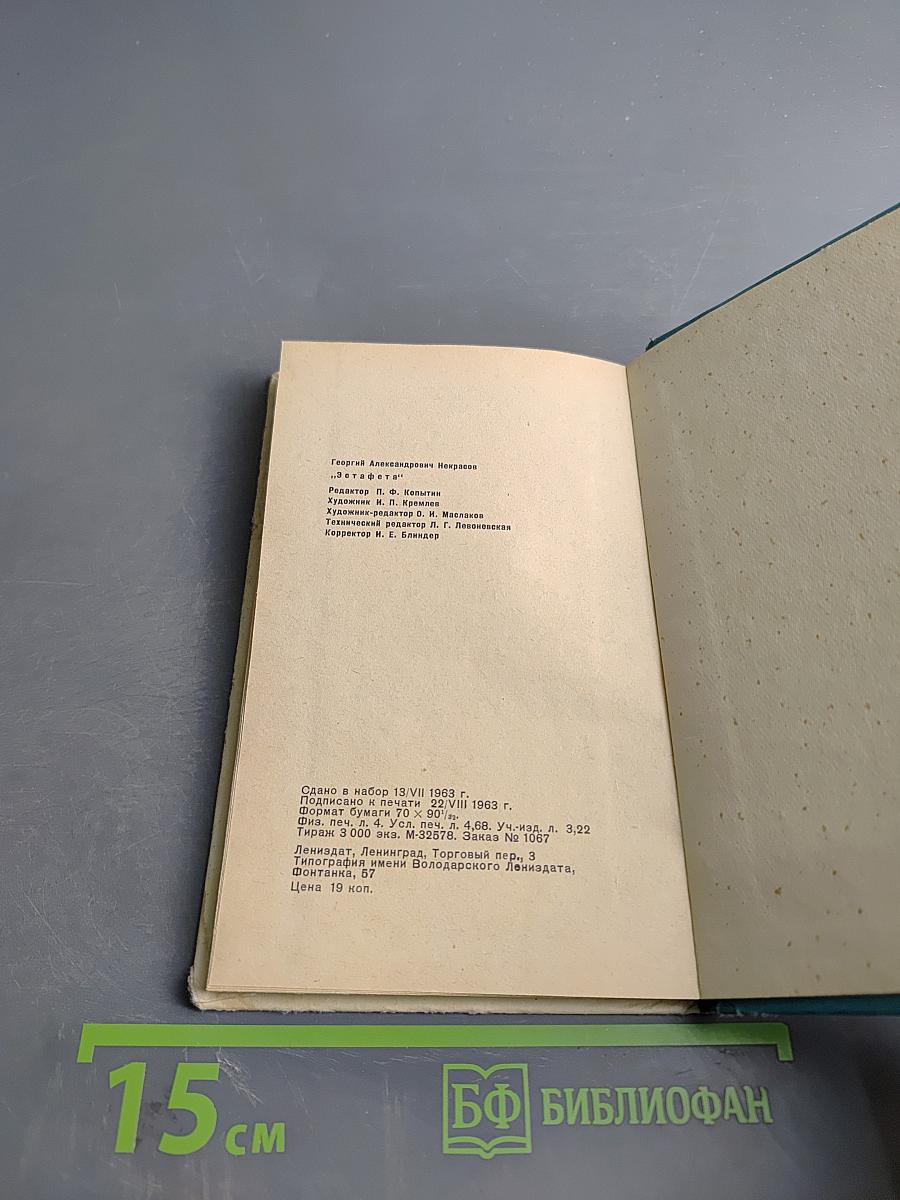 Георгий Александрович Некрасов
„Эстафета“
Редактор П. Ф. Копытин
Художник И. П. Кремлев
Художник-редактор О. И. Маслаков
Технический редактор Л. Г. Левоневская
Корректор И. Е. Блиндер
Сдано в набор 13/VII 1963 г.
Подписано к печати 22/VIII 1963 г.
Формат бумаги 70 × 90¹/₃₂.
Физ. печ. л. 4. Усл. печ. л. 4,68. Уч.-изд. л. 3,22
Тираж 3 000 экз. М-32578. Заказ № 1067
Лениздат, Ленинград, Торговый пер., 3
Типография имени Володарского Лениздата,
Фонтанка, 57
Цена 19 коп.
15 см
БФ БИБЛИОФАН